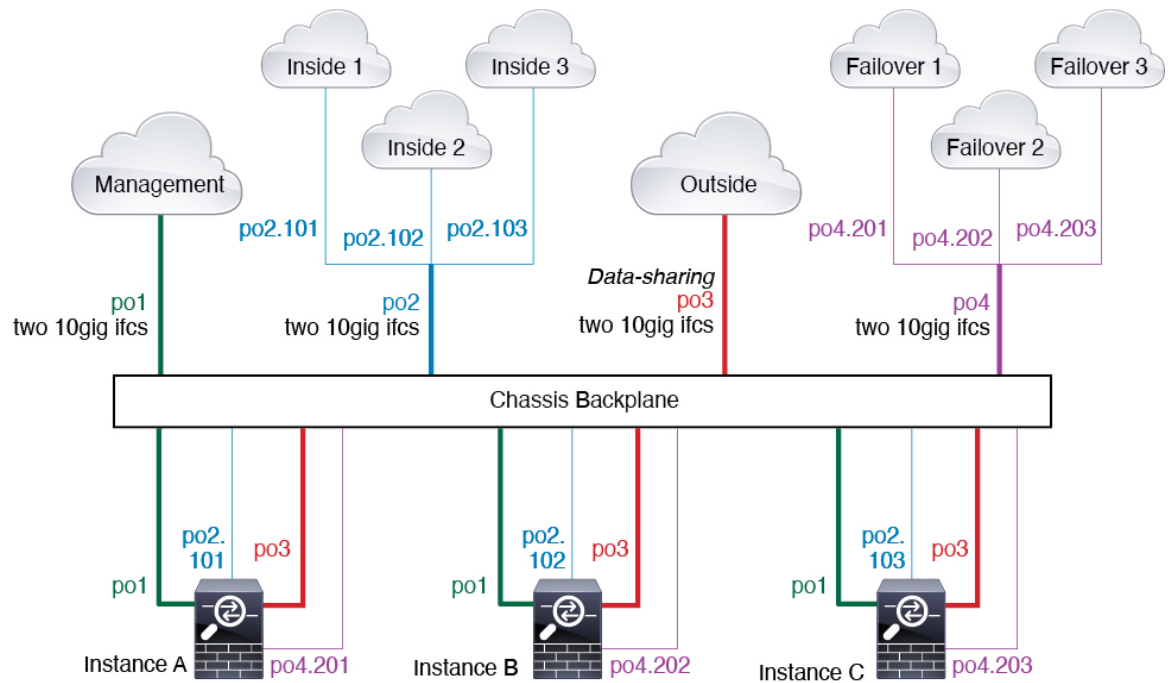 Inside 1
Inside 3
Failover 1
Failover 3
Inside 2
Failover 2
Management
Outside
po2.101
po2.102
po2.103
po4.201
po4.202
po4.203
Data-sharing
po1
two 10gig ifcs
po2
two 10gig ifcs
po3
two 10gig ifcs
po4
two 10gig ifcs
Chassis Backplane
po1
po2.
101
po3
Instance A
po4.201
po1
po2.
102
po3
Instance B
po4.202
po1
po2.
103
po3
Instance C
po4.203